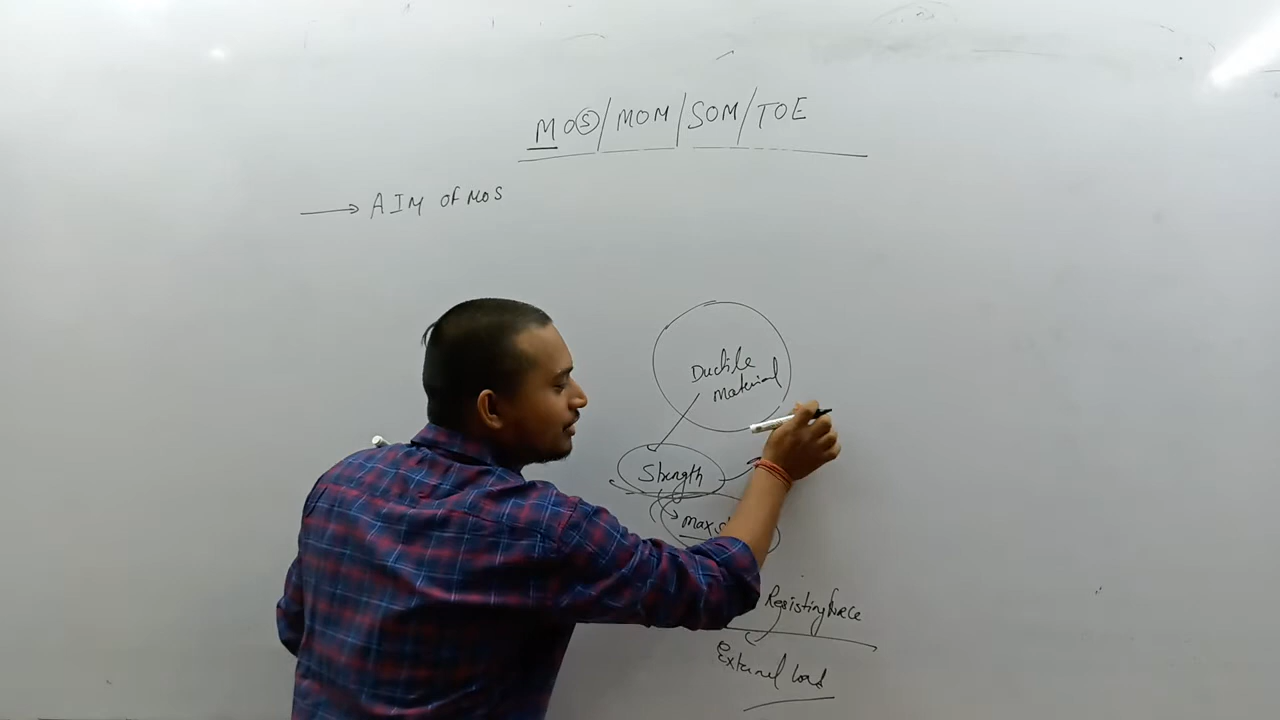 MOS/MOM/SOM/TOE
→ AIM OF MOS
Ductile
Material
Strength
Max.
Resisting force
External load